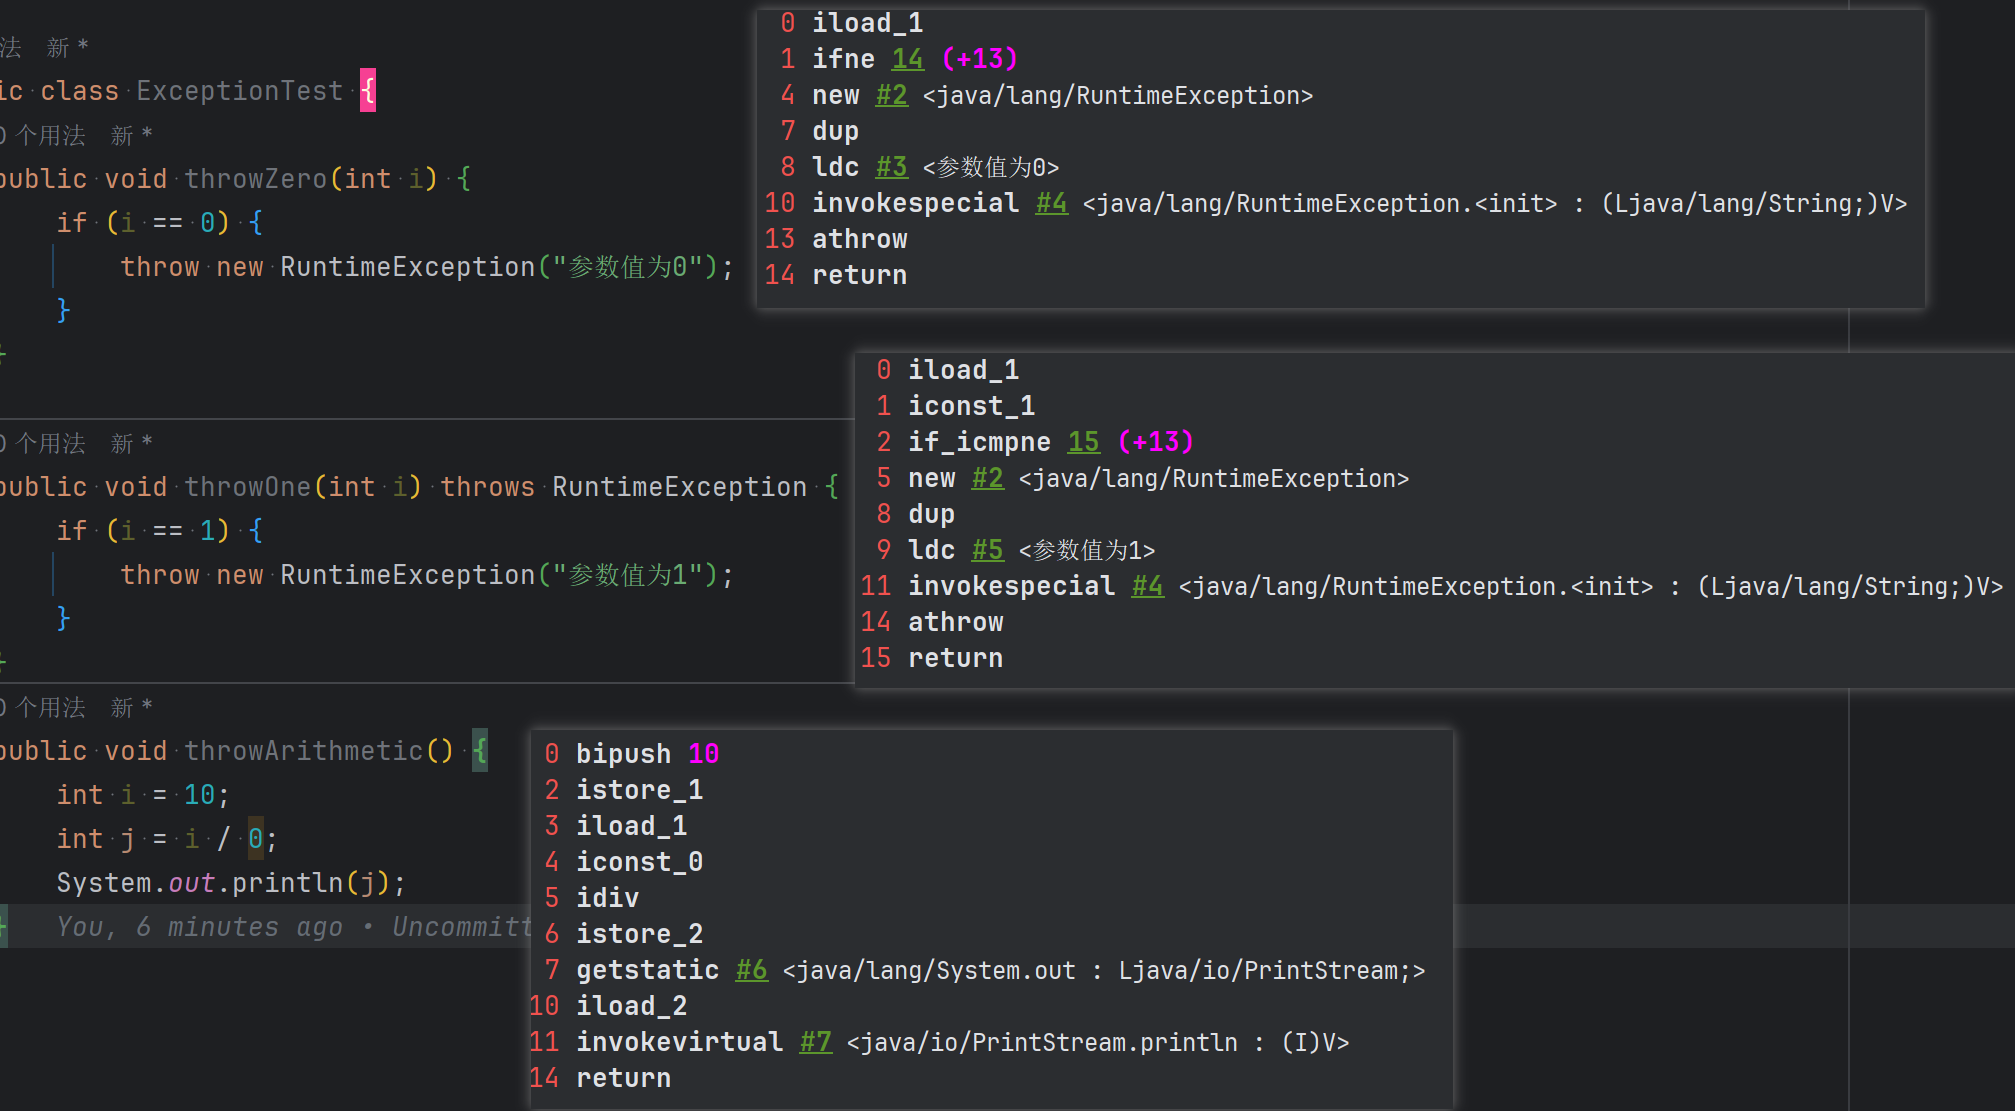 法 新 *
ic class ExceptionTest {
0 个用法 新 *
public void throwZero(int i) {
if (i == 0) {
throw new RuntimeException("参数值为0");
}
}
0 iload_1
1 ifne 14 (+13)
4 new #2 <java/lang/RuntimeException>
7 dup
8 ldc #3 <参数值为0>
10 invokespecial #4 <java/lang/RuntimeException.<init> : (Ljava/lang/String;)V>
13 athrow
14 return
0 个用法 新 *
public void throwOne(int i) throws RuntimeException {
if (i == 1) {
throw new RuntimeException("参数值为1");
}
}
0 iload_1
1 iconst_1
2 if_icmpne 15 (+13)
5 new #2 <java/lang/RuntimeException>
8 dup
9 ldc #5 <参数值为1>
11 invokespecial #4 <java/lang/RuntimeException.<init> : (Ljava/lang/String;)V>
14 athrow
15 return
0 个用法 新 *
public void throwArithmetic() {
int i = 10;
int j = i / 0;
System.out.println(j);
} You, 6 minutes ago • Uncommitt
0 bipush 10
2 istore_1
3 iload_1
4 iconst_0
5 idiv
6 istore_2
7 getstatic #6 <java/lang/System.out : Ljava/io/PrintStream;>
10 iload_2
11 invokevirtual #7 <java/io/PrintStream.println : (I)V>
14 return